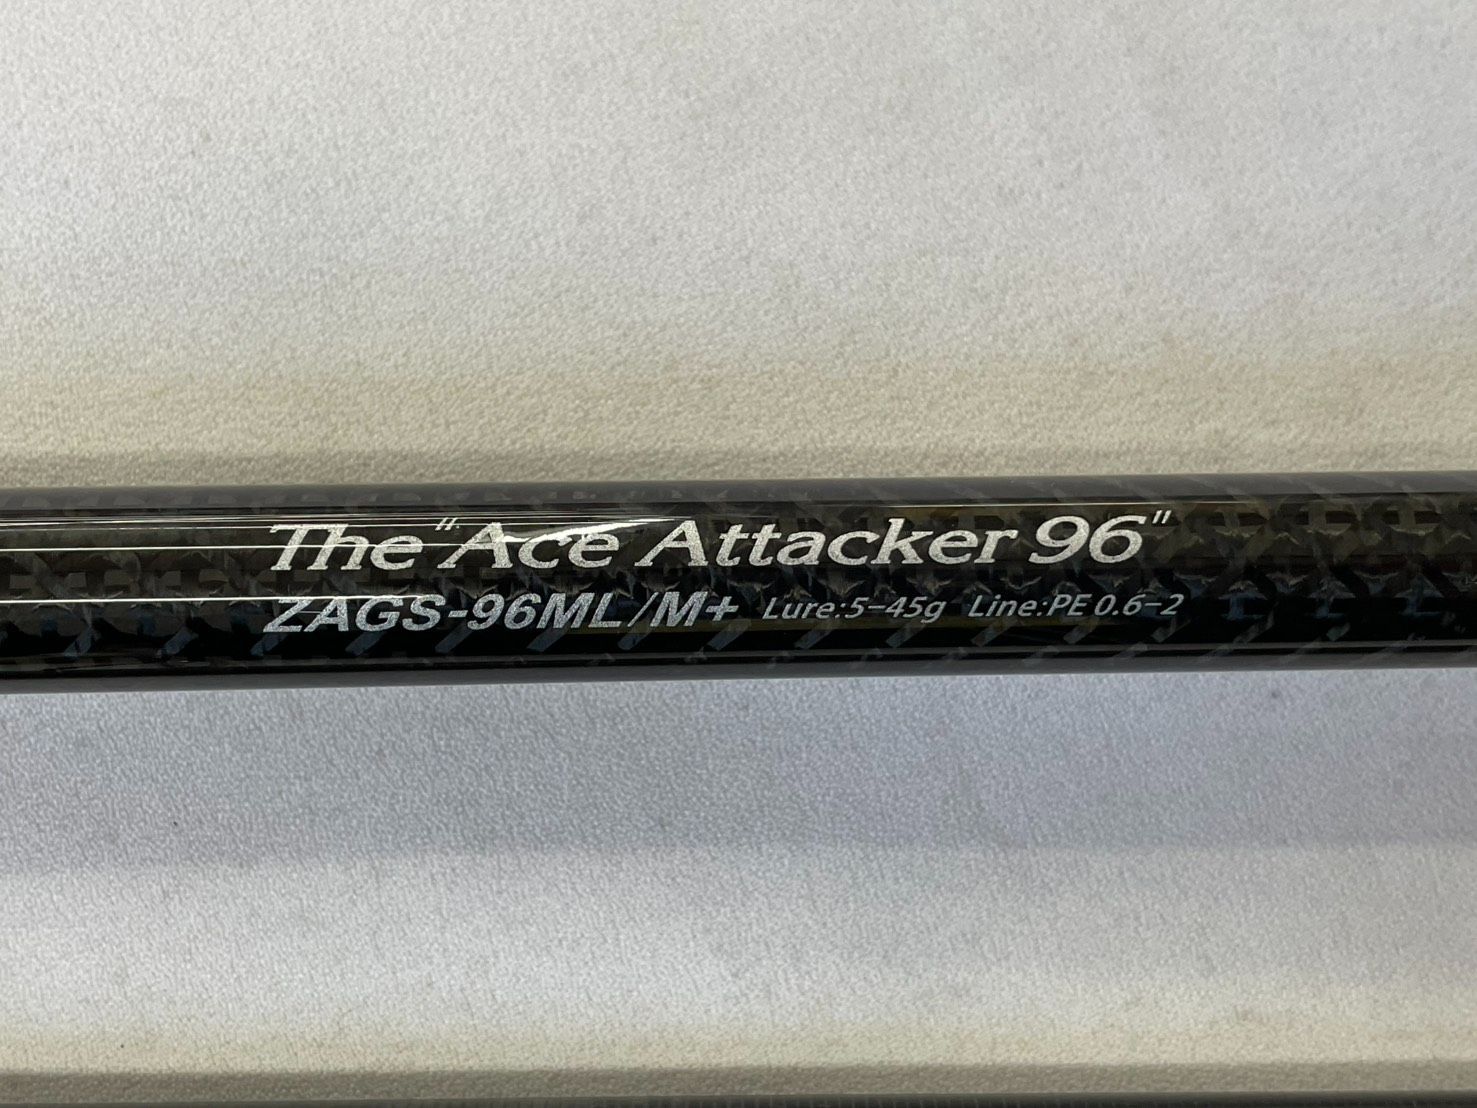 The "Ace Attacker 96"
ZAGS-96ML/M+ Lure:5-45g Line:PE 0.6-2